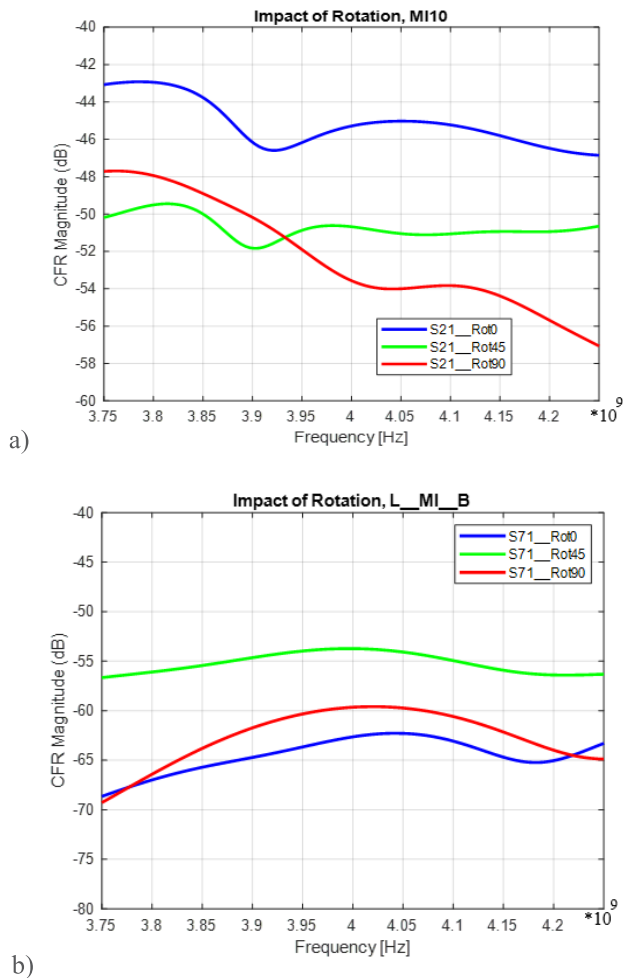 Impact of Rotation, MI10
-40
-42
-44
-46
-48
-50
-52
-54
-56
-58
-60
CFR Magnitude (dB)
S21__Rot0
S21__Rot45
S21__Rot90
3.75 3.8 3.85 3.9 3.95 4 4.05 4.1 4.15 4.2 *10^9
Frequency [Hz]
a)
Impact of Rotation, L__MI__B
-40
-45
-50
-55
-60
-65
-70
-75
-80
CFR Magnitude (dB)
S71__Rot0
S71__Rot45
S71__Rot90
3.75 3.8 3.85 3.9 3.95 4 4.05 4.1 4.15 4.2 *10^9
Frequency [Hz]
b)